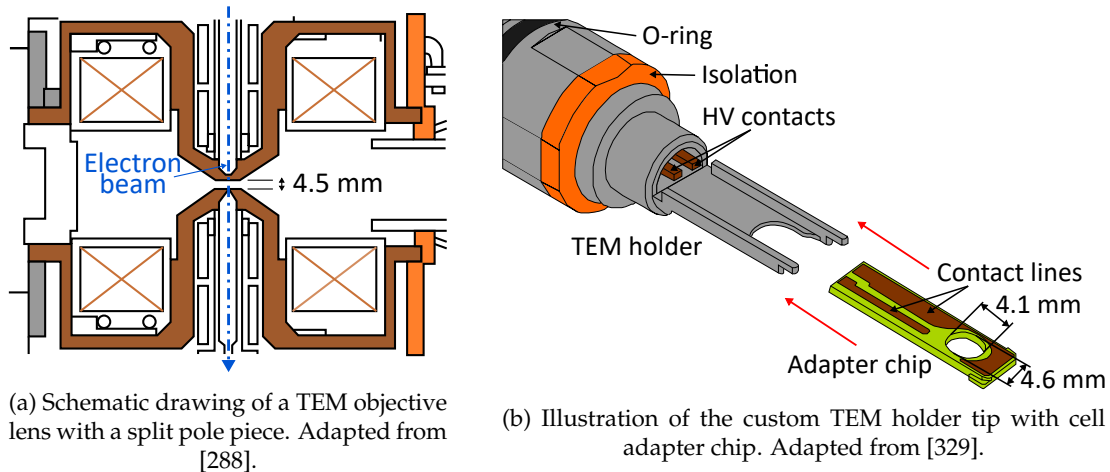 Electron
beam
4.5 mm
O-ring
Isolation
HV contacts
TEM holder
Contact lines
4.1 mm
Adapter chip
4.6 mm
(a) Schematic drawing of a TEM objective
lens with a split pole piece. Adapted from
[288].
(b) Illustration of the custom TEM holder tip with cell
adapter chip. Adapted from [329].